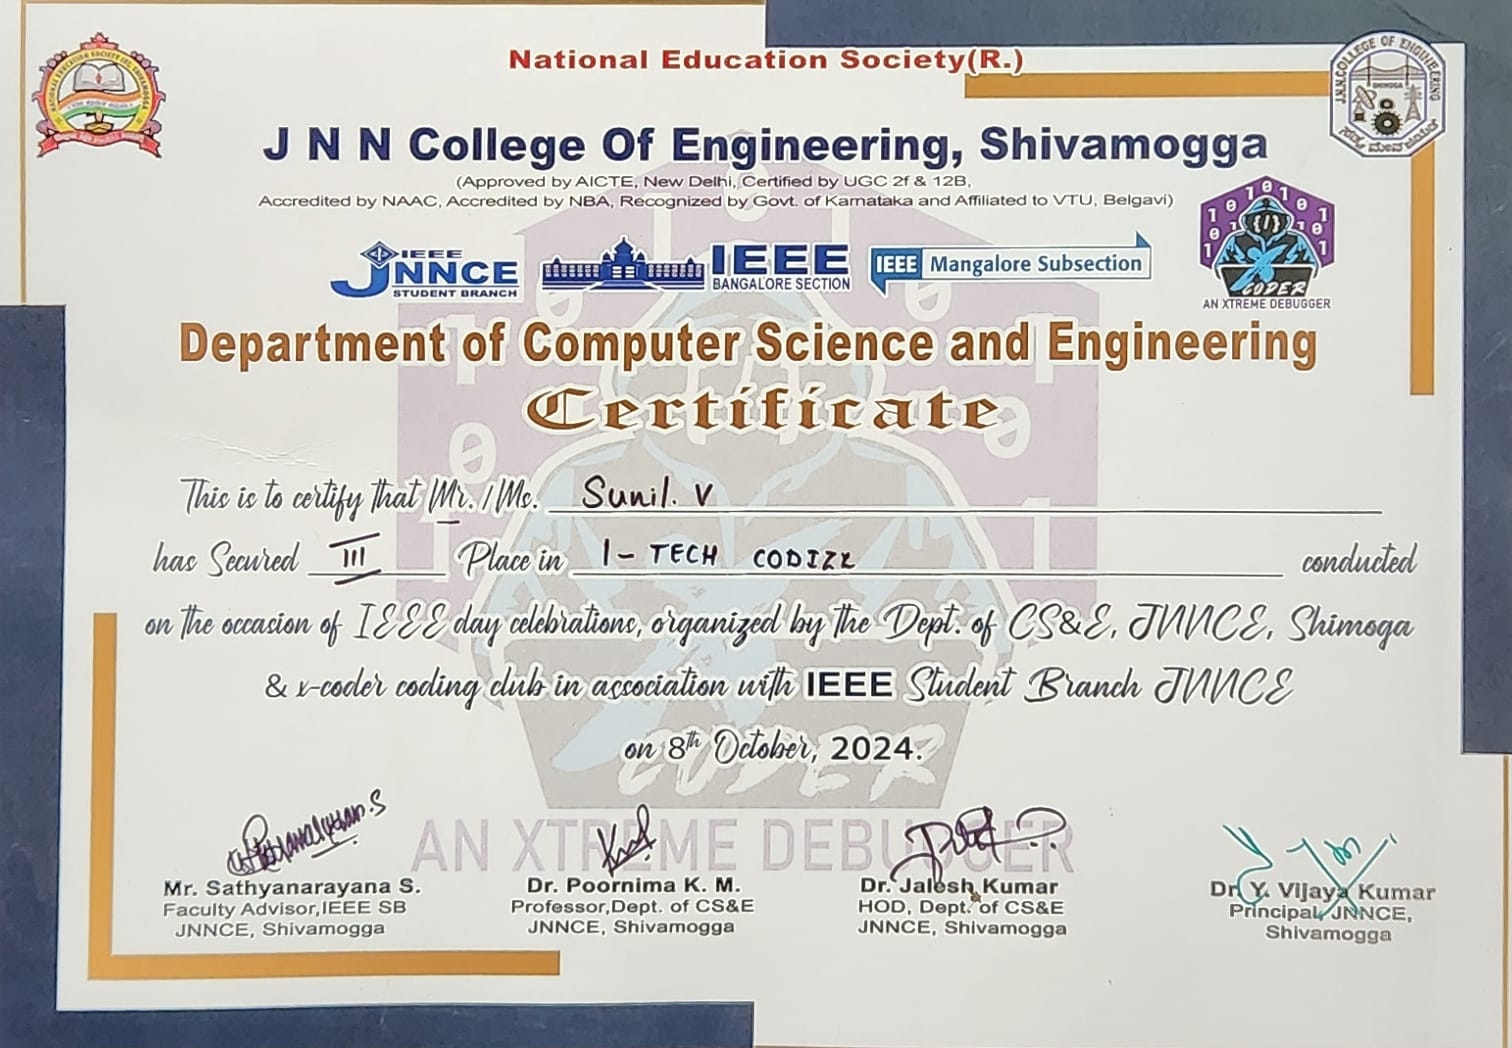 National Education Society(R.)
J N N College Of Engineering, Shivamogga
(Approved by AICTE, New Delhi, Certified by UGC 2f & 12B,
Accredited by NAAC, Accredited by NBA, Recognized by Govt. of Karnataka and Affiliated to VTU, Belgavi)
J.N.N.COLLEGE OF ENGINEERING
SHIMOGA
IEEE
JNNCE
STUDENT BRANCH
IEEE
BANGALORE SECTION
IEEE Mangalore Subsection
CODER
AN XTREME DEBUGGER
Department of Computer Science and Engineering
Certificate
This is to certify that Mr. / Ms. Sunil. V
has Secured III Place in I - TECH CODIZZ conducted
on the occasion of IEEE day celebrations, organized by the Dept. of CS&E, JNNCE, Shimoga
& x-coder coding club in association with IEEE Student Branch JNNCE
on 8th October, 2024.
CODER
AN XTREME DEBUGGER
Mr. Sathyanarayana S.
Faculty Advisor,IEEE SB
JNNCE, Shivamogga
Dr. Poornima K. M.
Professor,Dept. of CS&E
JNNCE, Shivamogga
Dr. Jalesh Kumar
HOD, Dept. of CS&E
JNNCE, Shivamogga
Dr. Y. Vijaya Kumar
Principal, JNNCE,
Shivamogga